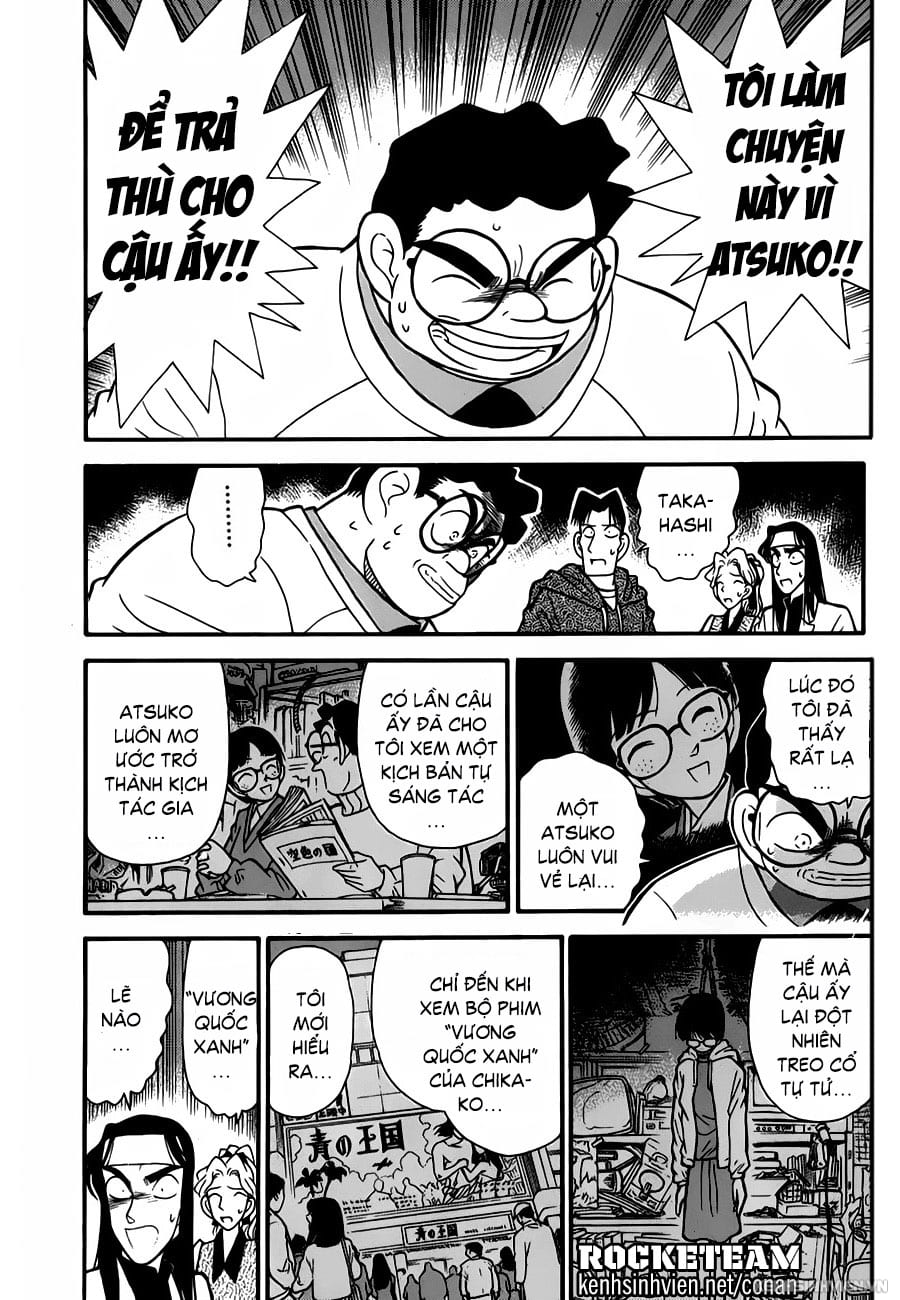 TÔI LÀM
CHUYỆN
NÀY VÌ
ATSUKO!!
ĐỂ TRẢ
THÙ CHO
CẬU ẤY!!
TAKA-
HASHI
...
........
LÚC ĐÓ
TÔI ĐÃ
THẤY
RẤT LẠ
...
MỘT
ATSUKO
LUÔN VUI
VẺ LẠI...
CÓ LẦN CẬU
ẤY ĐÃ CHO
TÔI XEM MỘT
KỊCH BẢN TỰ
SÁNG TÁC
...
ATSUKO
LUÔN MƠ
ƯỚC TRỞ
THÀNH KỊCH
TÁC GIA
...
空色の国
THẾ MÀ
CẬU ẤY
LẠI ĐỘT
NHIÊN
TREO CỔ
TỰ TỬ...
CHỈ ĐẾN KHI
XEM BỘ PHIM
“VƯƠNG
QUỐC XANH”
CỦA CHIKA-
KO...
TÔI
MỚI
HIỂU
RA...
青の王国
青の王国
“VƯƠNG
QUỐC
XANH”
...
LẼ
NÀO
...
ROCKETEAM
kenhsinhvien.net/conan